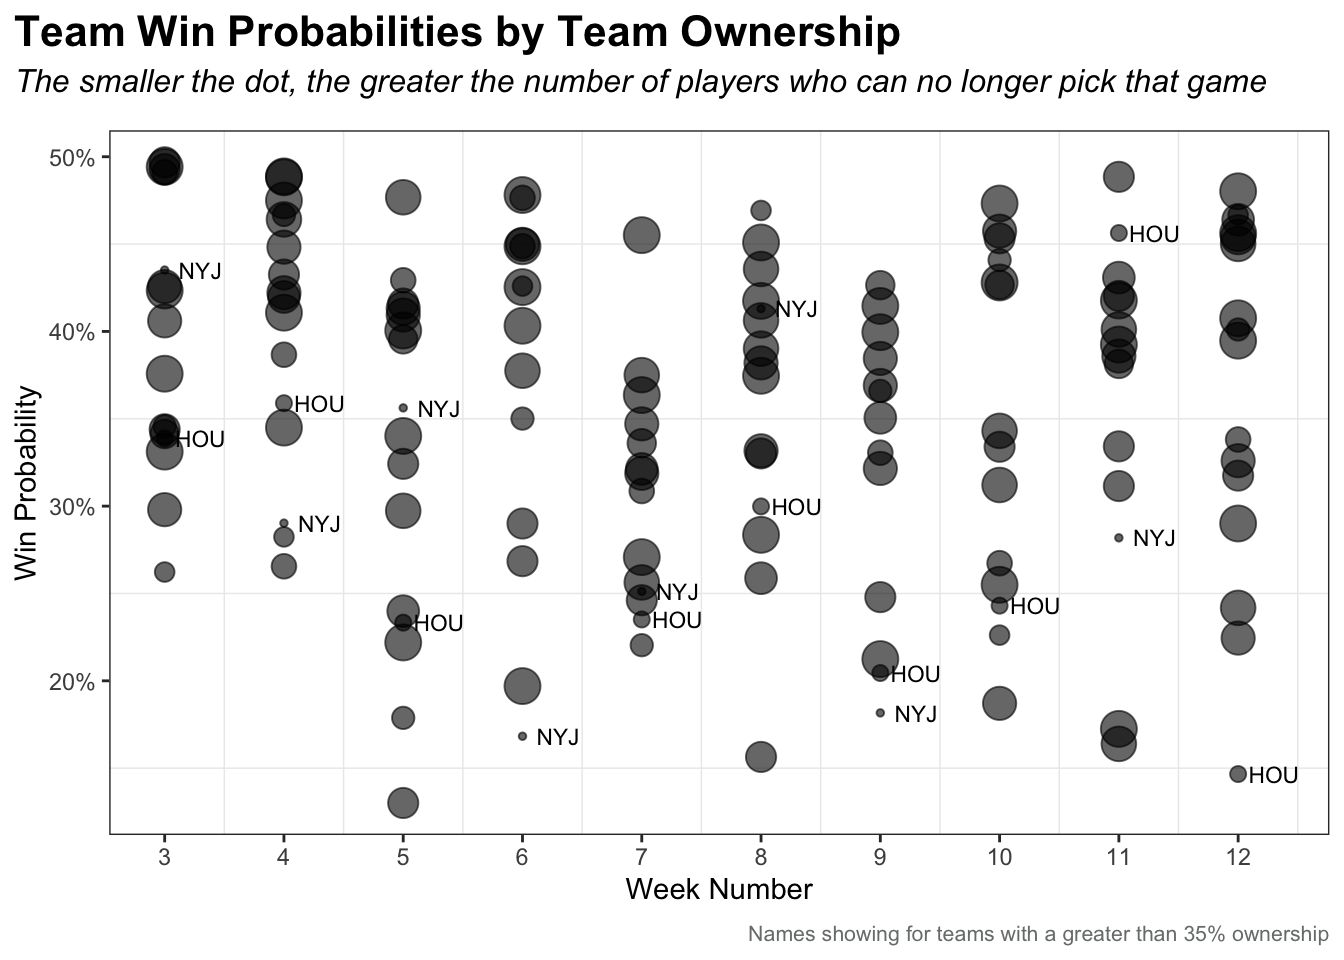 Team Win Probabilities by Team Ownership
The smaller the dot, the greater the number of players who can no longer pick that game
50%
40%
30%
20%
Win Probability
NYJ
HOU
HOU
NYJ
NYJ
HOU
NYJ
NYJ
HOU
NYJ
HOU
HOU
NYJ
HOU
HOU
NYJ
HOU
3 4 5 6 7 8 9 10 11 12
Week Number
Names showing for teams with a greater than 35% ownership